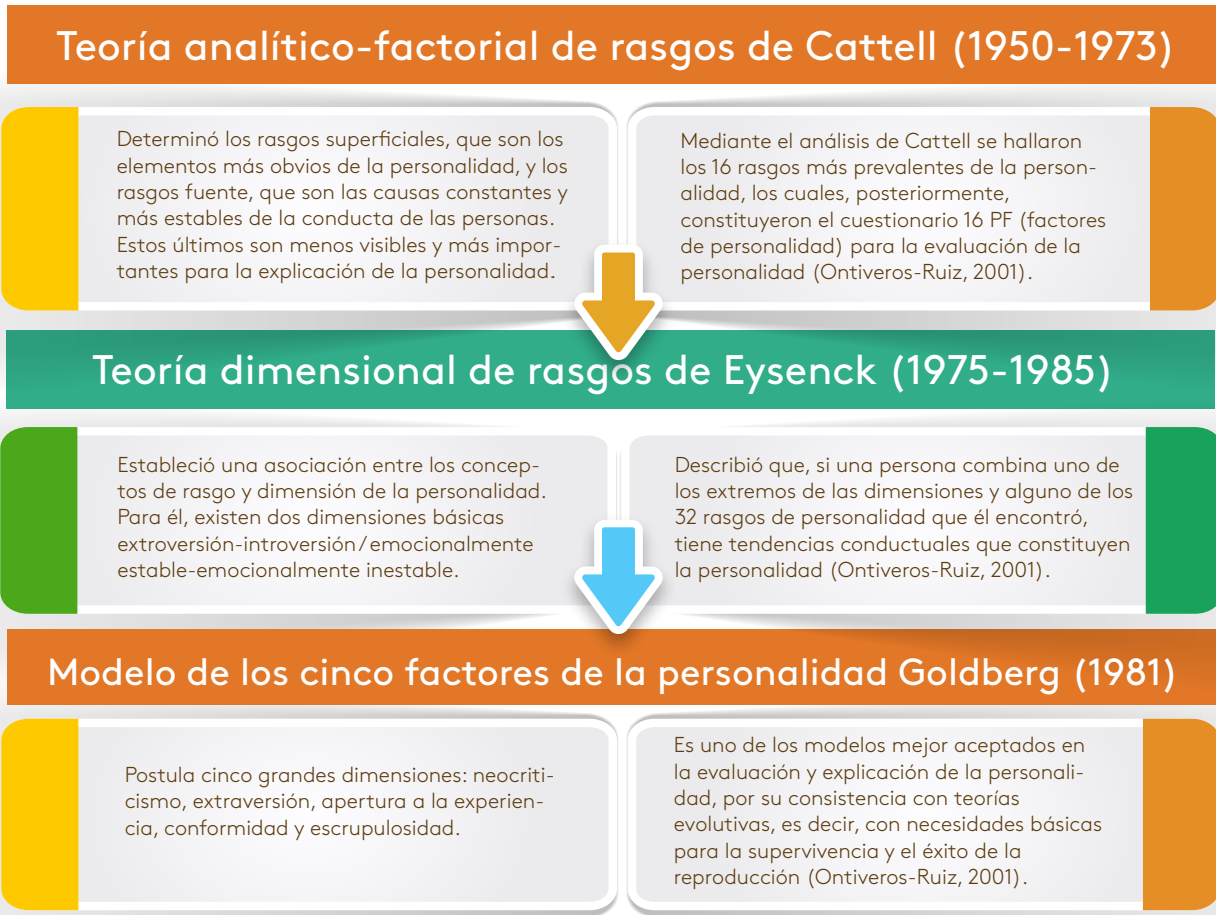 Teoría analítico-factorial de rasgos de Cattell (1950-1973)
Determinó los rasgos superficiales, que son los
elementos más obvios de la personalidad, y los
rasgos fuente, que son las causas constantes y
más estables de la conducta de las personas.
Estos últimos son menos visibles y más impor-
tantes para la explicación de la personalidad.
Mediante el análisis de Cattell se hallaron
los 16 rasgos más prevalentes de la person-
alidad, los cuales, posteriormente,
constituyeron el cuestionario 16 PF (factores
de personalidad) para la evaluación de la
personalidad (Ontiveros-Ruiz, 2001).
Teoría dimensional de rasgos de Eysenck (1975-1985)
Estableció una asociación entre los concep-
tos de rasgo y dimensión de la personalidad.
Para él, existen dos dimensiones básicas
extroversión-introversión/emocionalmente
estable-emocionalmente inestable.
Describió que, si una persona combina uno de
los extremos de las dimensiones y alguno de los
32 rasgos de personalidad que él encontró,
tiene tendencias conductuales que constituyen
la personalidad (Ontiveros-Ruiz, 2001).
Modelo de los cinco factores de la personalidad Goldberg (1981)
Postula cinco grandes dimensiones: neocriti-
cismo, extraversión, apertura a la experien-
cia, conformidad y escrupulosidad.
Es uno de los modelos mejor aceptados en
la evaluación y explicación de la personali-
dad, por su consistencia con teorías
evolutivas, es decir, con necesidades básicas
para la supervivencia y el éxito de la
reproducción (Ontiveros-Ruiz, 2001).